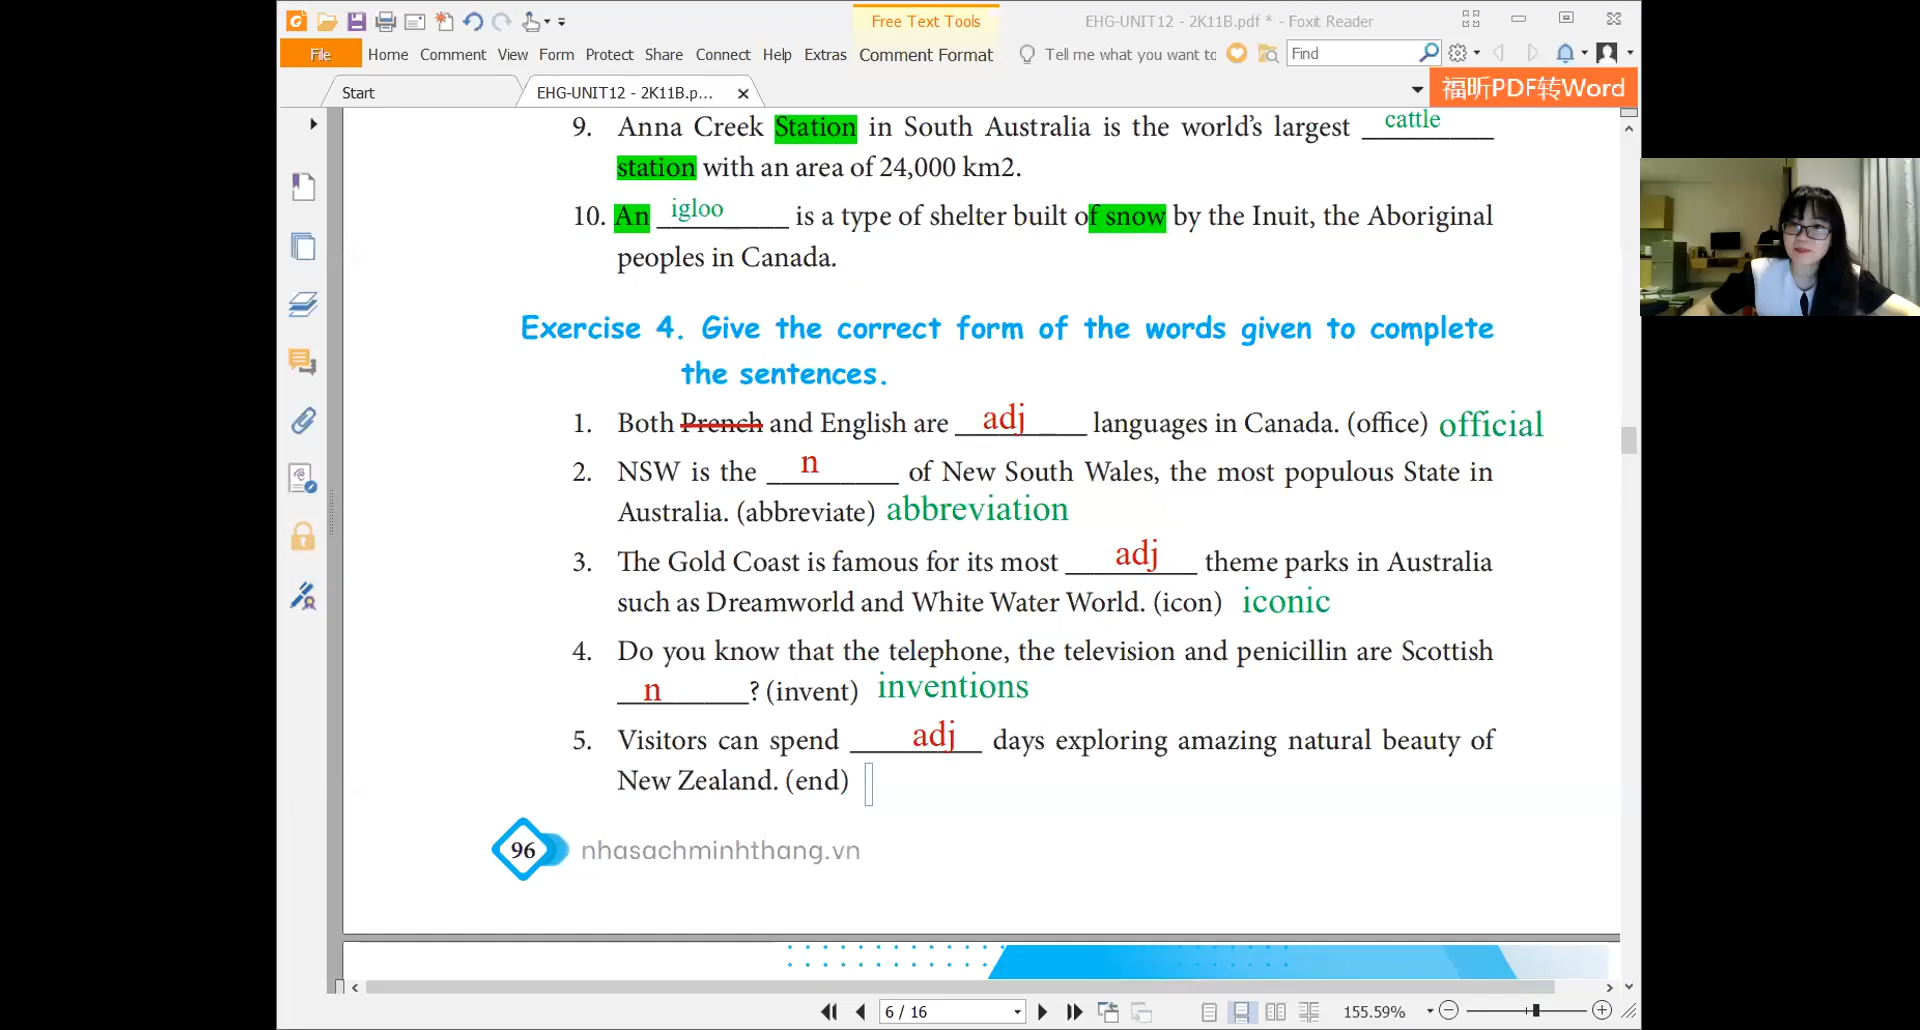 Free Text Tools
EHG-UNIT12 - 2K11B.pdf * - Foxit Reader
File Home Comment View Form Protect Share Connect Help Extras Comment Format Tell me what you want to Find
Start EHG-UNIT12 - 2K11B.p... 福昕PDF转Word
9. Anna Creek Station in South Australia is the world's largest cattle
station with an area of 24,000 km2.
10. An igloo is a type of shelter built of snow by the Inuit, the Aboriginal
peoples in Canada.
Exercise 4. Give the correct form of the words given to complete
the sentences.
1. Both Prench and English are adj languages in Canada. (office) official
2. NSW is the n of New South Wales, the most populous State in
Australia. (abbreviate) abbreviation
3. The Gold Coast is famous for its most adj theme parks in Australia
such as Dreamworld and White Water World. (icon) iconic
4. Do you know that the telephone, the television and penicillin are Scottish
n ? (invent) inventions
5. Visitors can spend adj days exploring amazing natural beauty of
New Zealand. (end)
96 nhasachminhthang.vn
6 / 16 155.59%